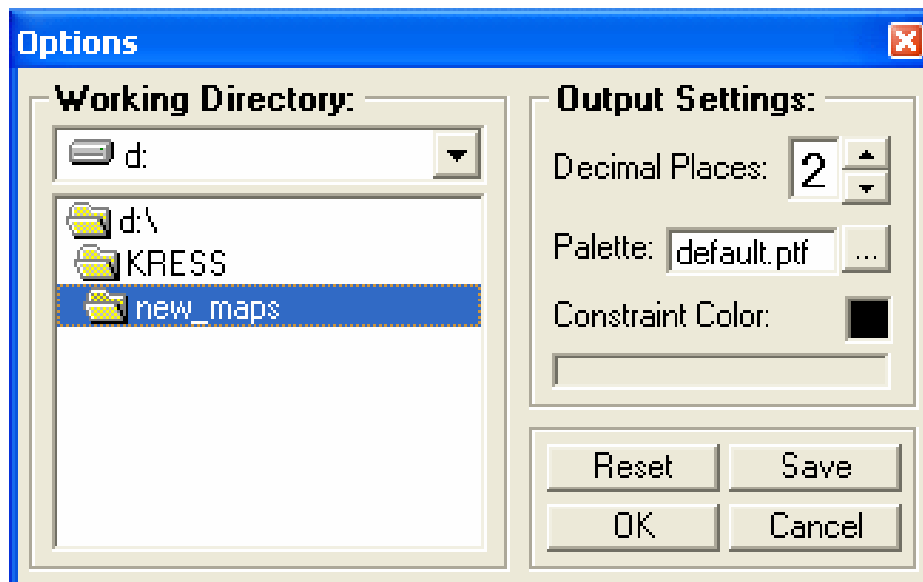 Options
Working Directory:
d:
d:\
KRESS
new_maps
Output Settings:
Decimal Places: 2
Palette: default.ptf ...
Constraint Color:
Reset Save
OK Cancel